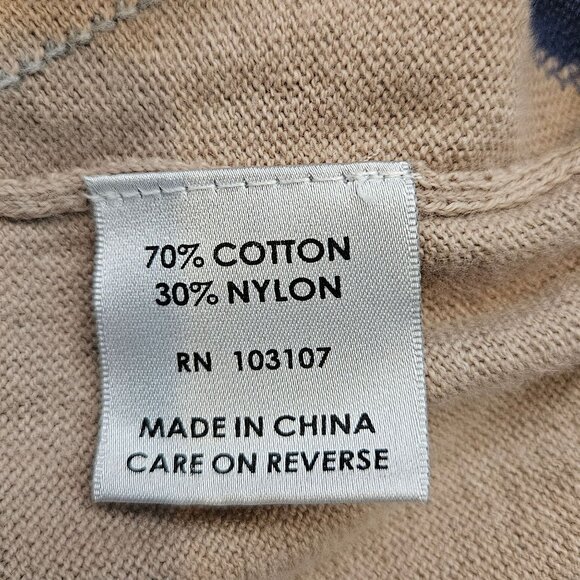 70% COTTON
30% NYLON
RN 103107
MADE IN CHINA
CARE ON REVERSE